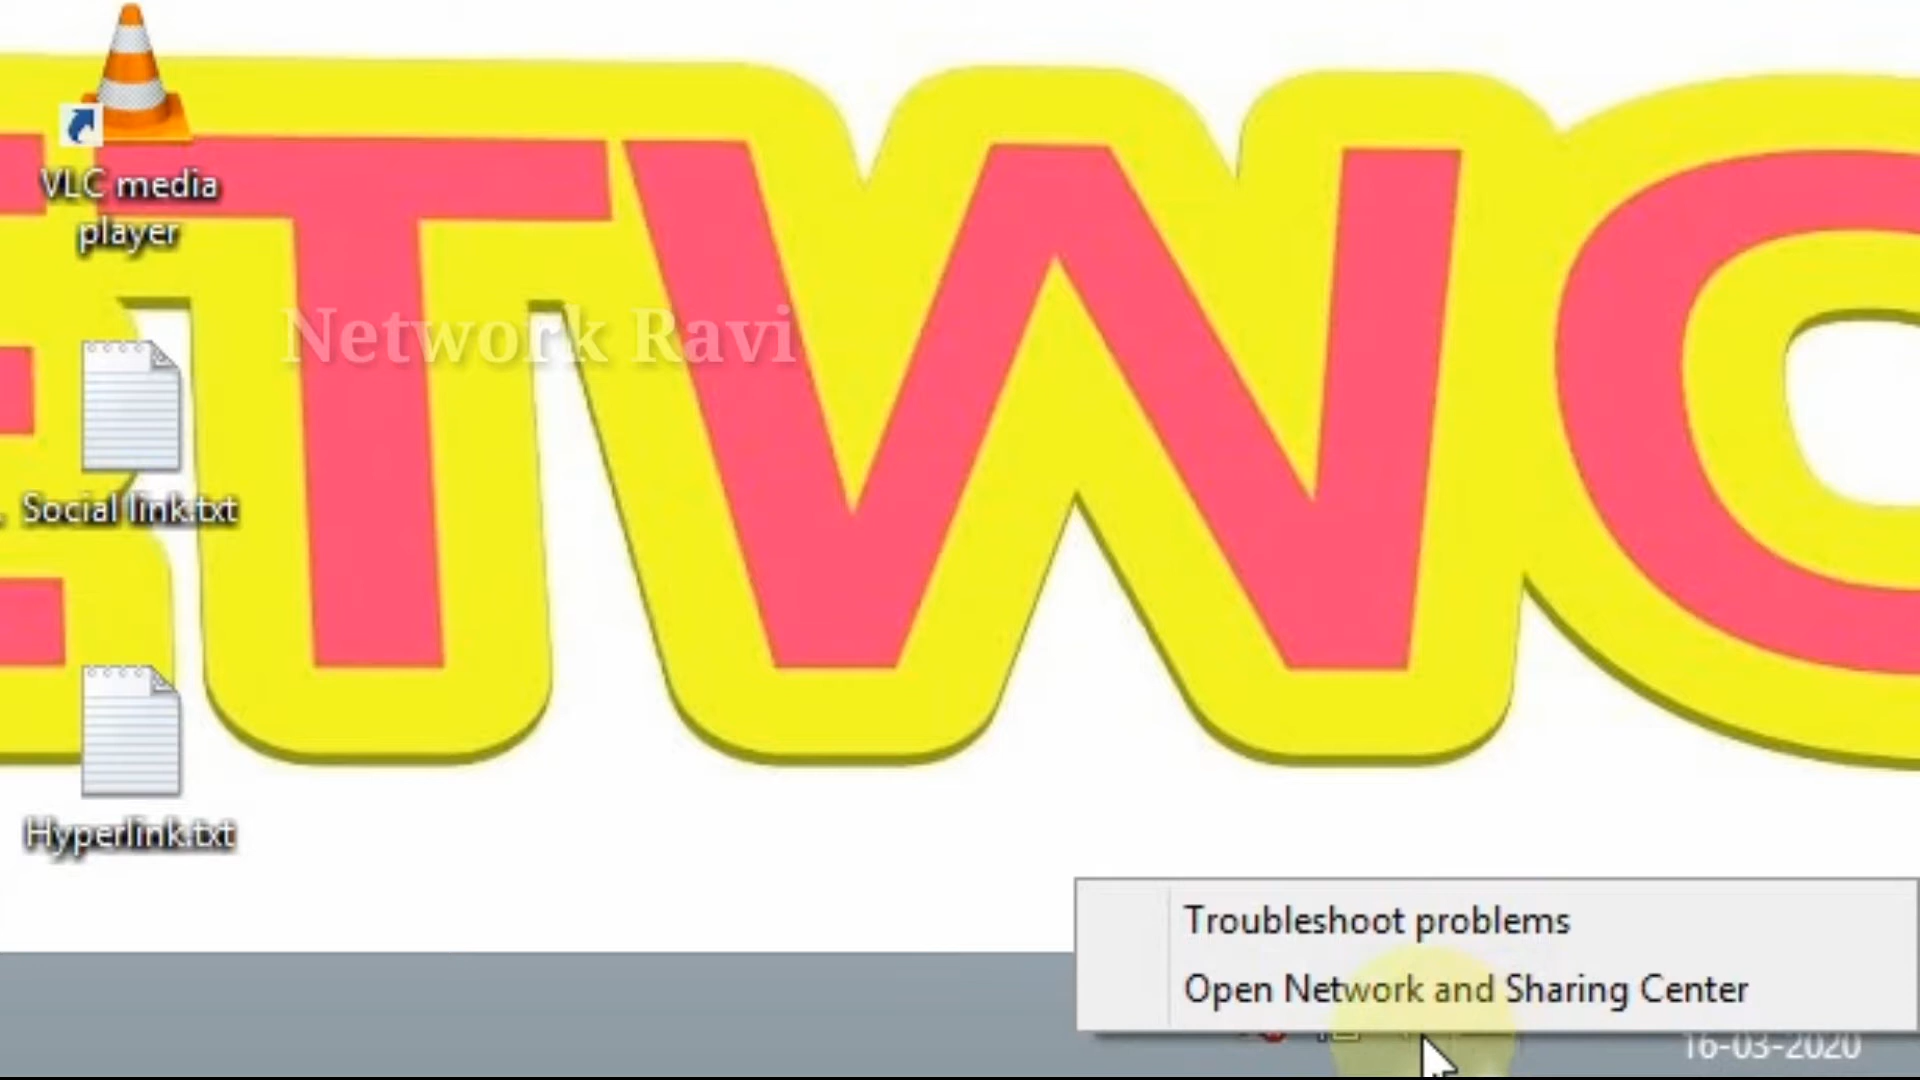 VLC media
player
ETWO
Network Ravi
Social link.txt
Hyperlink.txt
Troubleshoot problems
Open Network and Sharing Center
16-03-2020